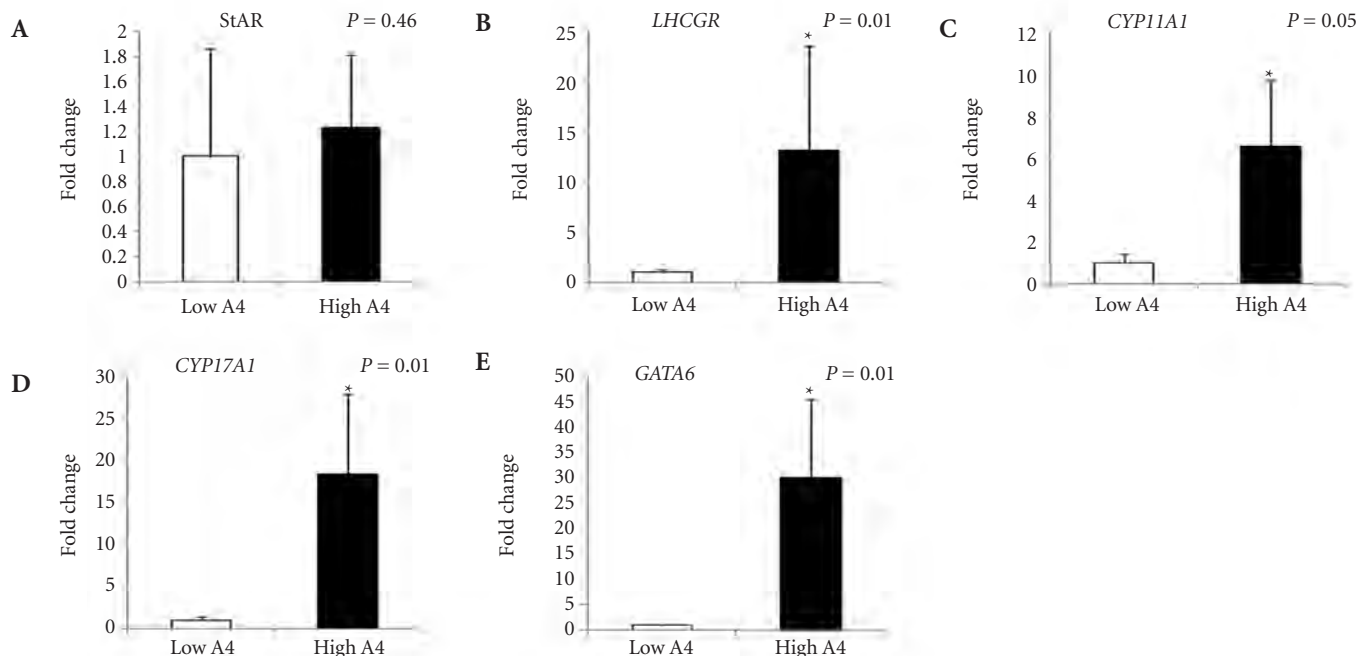 A
StAR
P = 0.46
Fold change
2
1.8
1.6
1.4
1.2
1
0.8
0.6
0.4
0.2
0
Low A4
High A4
B
LHCGR
P = 0.01
Fold change
25
20
15
10
5
0
*
Low A4
High A4
C
CYP11A1
P = 0.05
Fold change
12
10
8
6
4
2
0
*
Low A4
High A4
D
CYP17A1
P = 0.01
Fold change
30
25
20
15
10
5
0
*
Low A4
High A4
E
GATA6
P = 0.01
Fold change
50
45
40
35
30
25
20
15
10
5
0
*
Low A4
High A4